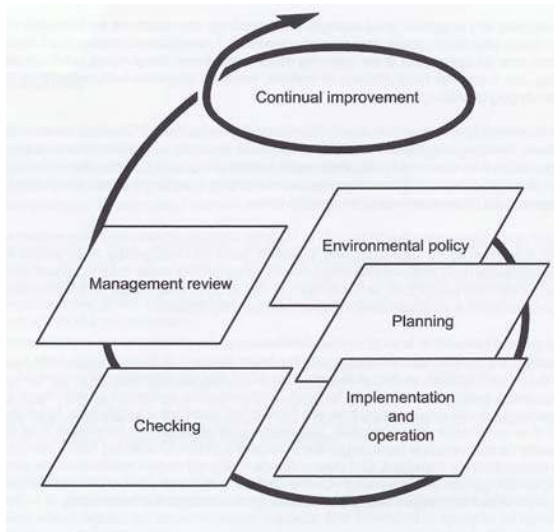 Continual improvement
Environmental policy
Management review
Planning
Implementation
and
operation
Checking